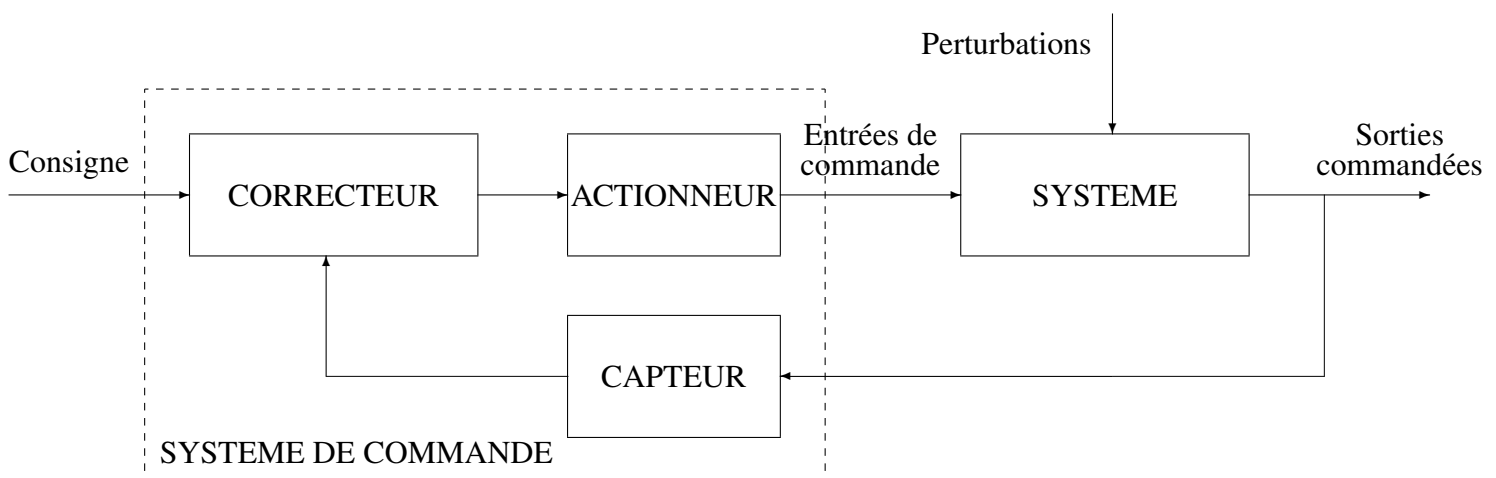 Perturbations
Consigne
CORRECTEUR
ACTIONNEUR
Entrées de
commande
SYSTEME
Sorties
commandées
CAPTEUR
SYSTEME DE COMMANDE